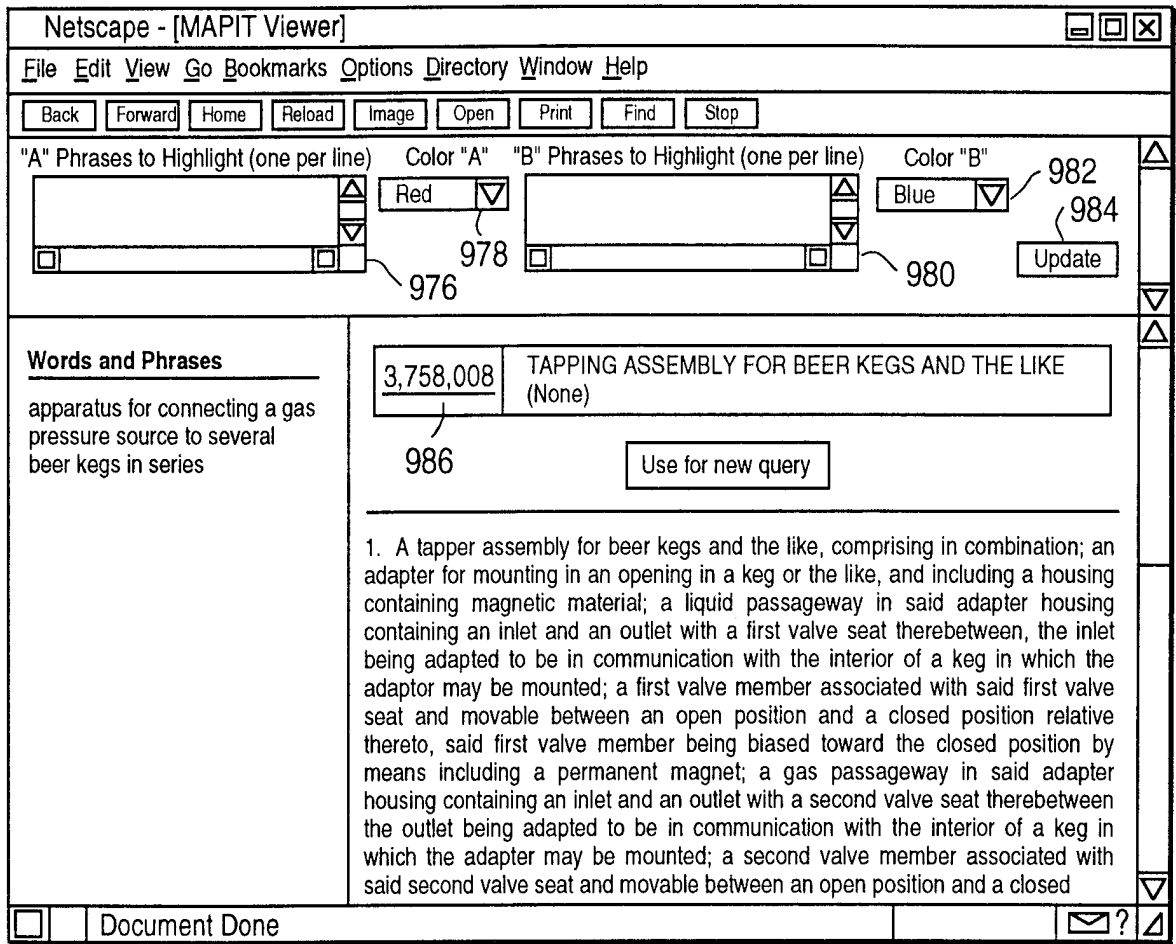 Netscape - [MAPIT Viewer]
File Edit View Go Bookmarks Options Directory Window Help
Back Forward Home Reload Image Open Print Find Stop
"A" Phrases to Highlight (one per line) Color "A" "B" Phrases to Highlight (one per line) Color "B"
Red Blue 982
984
978 Update
976 980
Words and Phrases
apparatus for connecting a gas
pressure source to several
beer kegs in series
3,758,008 TAPPING ASSEMBLY FOR BEER KEGS AND THE LIKE
(None)
986 Use for new query
1. A tapper assembly for beer kegs and the like, comprising in combination; an
adapter for mounting in an opening in a keg or the like, and including a housing
containing magnetic material; a liquid passageway in said adapter housing
containing an inlet and an outlet with a first valve seat therebetween, the inlet
being adapted to be in communication with the interior of a keg in which the
adaptor may be mounted; a first valve member associated with said first valve
seat and movable between an open position and a closed position relative
thereto, said first valve member being biased toward the closed position by
means including a permanent magnet; a gas passageway in said adapter
housing containing an inlet and an outlet with a second valve seat therebetween
the outlet being adapted to be in communication with the interior of a keg in
which the adapter may be mounted; a second valve member associated with
said second valve seat and movable between an open position and a closed
Document Done ?